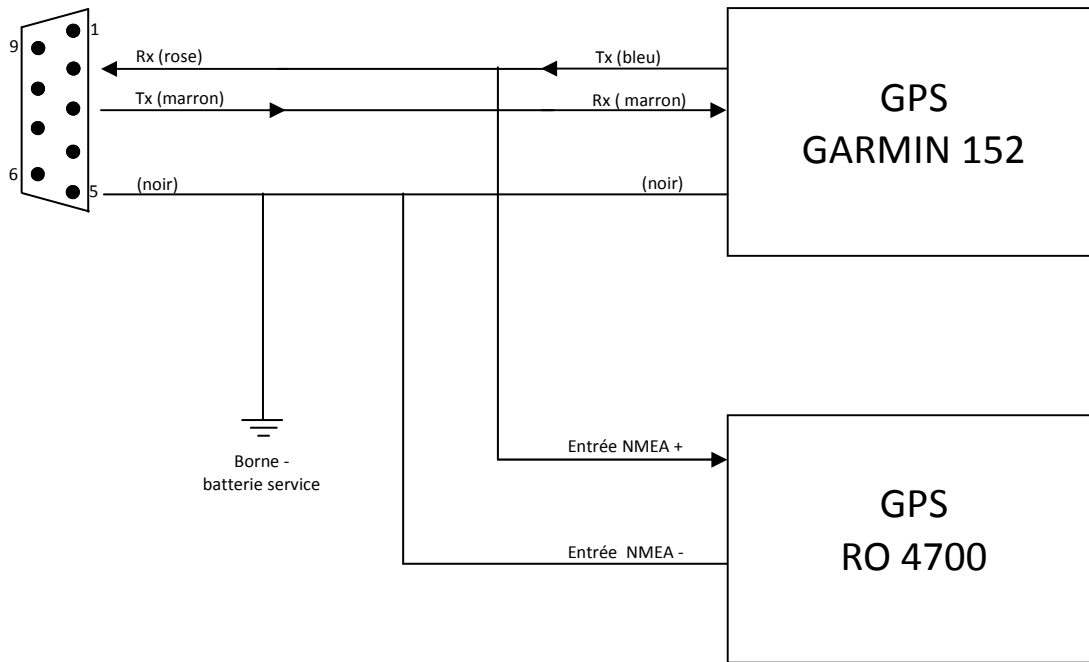 1
9
Rx (rose)
Tx (bleu)
Tx (marron)
Rx ( marron)
GPS
GARMIN 152
6
5
(noir)
(noir)
Entrée NMEA +
Borne -
batterie service
GPS
RO 4700
Entrée NMEA -